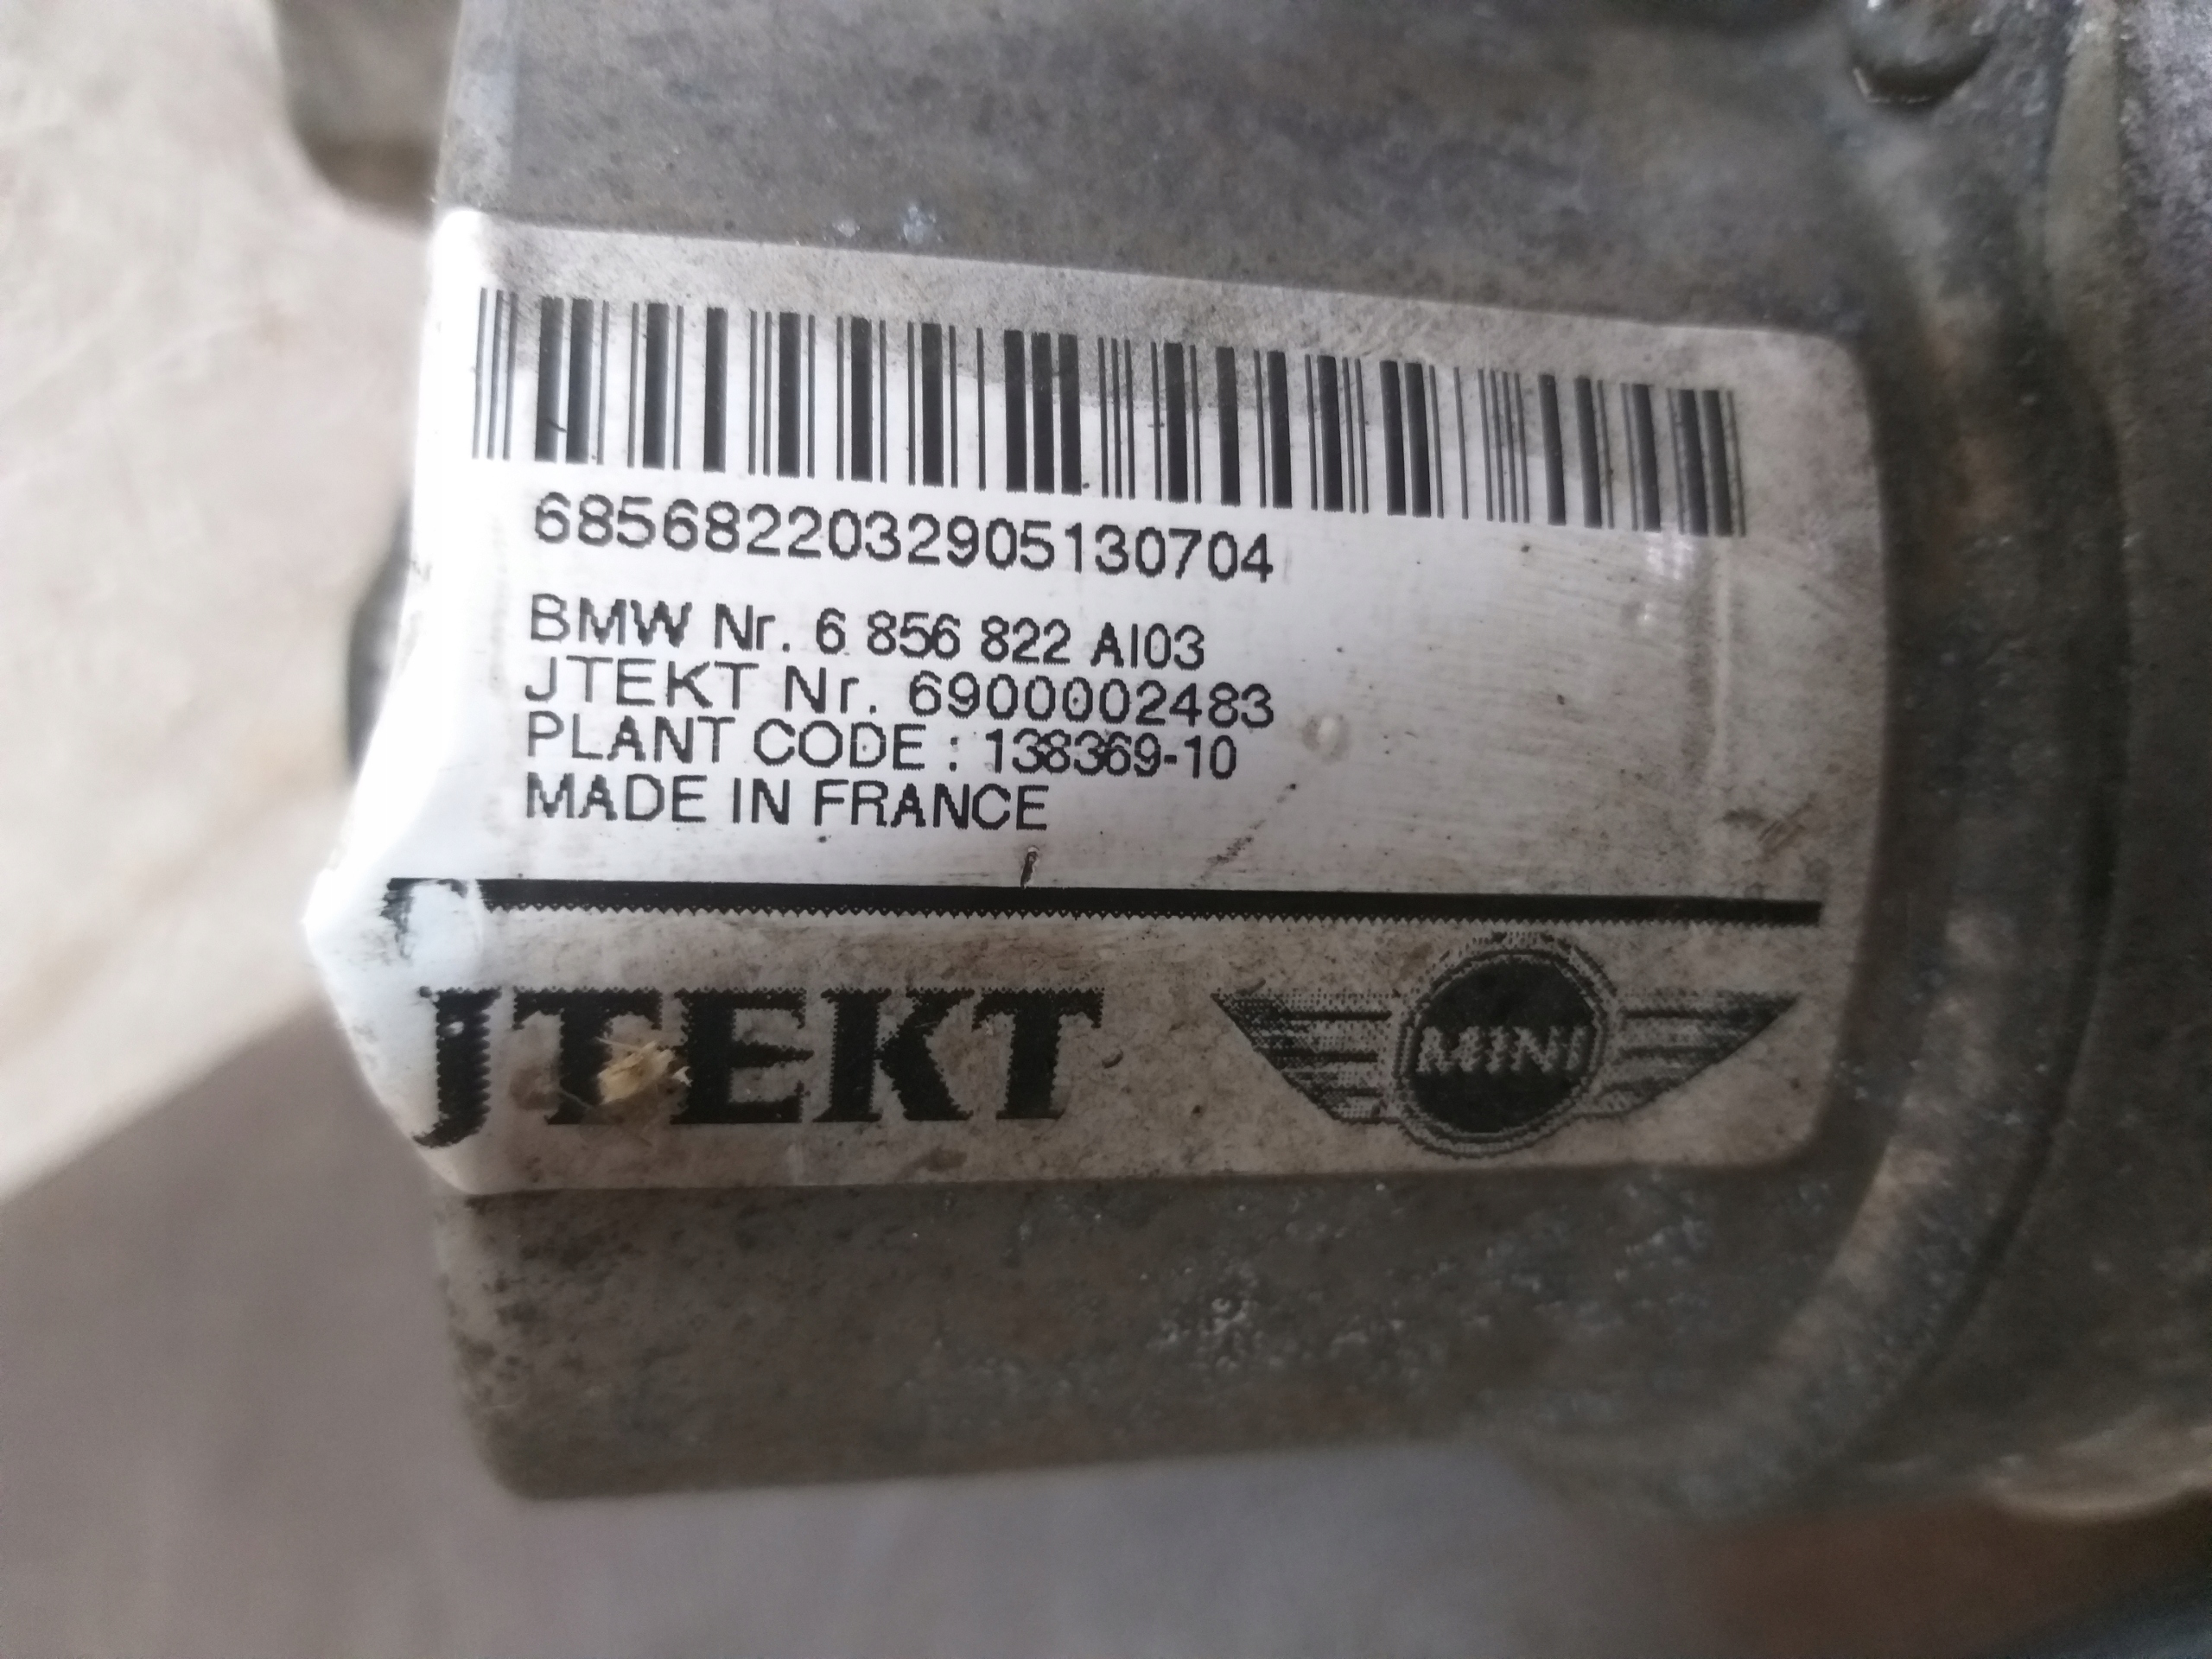 6856822032905130704
BMW Nr. 6 856 822 AI03
JTEKT Nr. 6900002483
PLANT CODE : 138369-10
MADE IN FRANCE
JTEKT
MINI